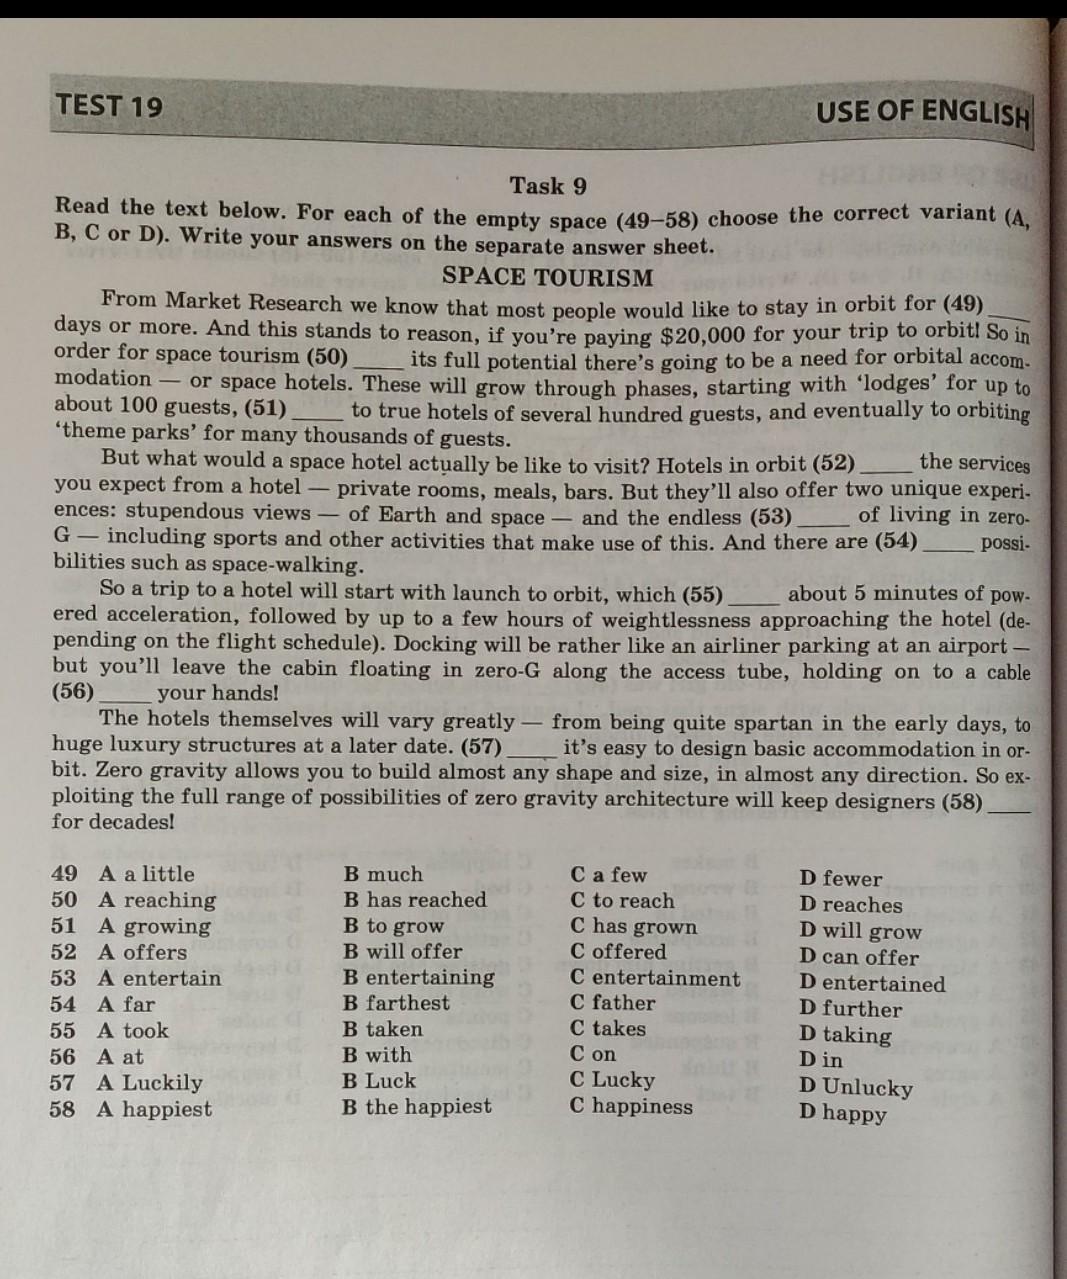 TEST 19
USE OF ENGLISH
Task 9
Read the text below. For each of the empty space (49–58) choose the correct variant (A,
B, C or D). Write your answers on the separate answer sheet.
SPACE TOURISM
From Market Research we know that most people would like to stay in orbit for (49) ____
days or more. And this stands to reason, if you're paying $20,000 for your trip to orbit! So in
order for space tourism (50) ____ its full potential there's going to be a need for orbital accom-
modation — or space hotels. These will grow through phases, starting with 'lodges' for up to
about 100 guests, (51) ____ to true hotels of several hundred guests, and eventually to orbiting
'theme parks' for many thousands of guests.
But what would a space hotel actually be like to visit? Hotels in orbit (52) ____ the services
you expect from a hotel — private rooms, meals, bars. But they'll also offer two unique experi-
ences: stupendous views — of Earth and space — and the endless (53) ____ of living in zero-
G — including sports and other activities that make use of this. And there are (54) ____ possi-
bilities such as space-walking.
So a trip to a hotel will start with launch to orbit, which (55) ____ about 5 minutes of pow-
ered acceleration, followed by up to a few hours of weightlessness approaching the hotel (de-
pending on the flight schedule). Docking will be rather like an airliner parking at an airport —
but you'll leave the cabin floating in zero-G along the access tube, holding on to a cable
(56) ____ your hands!
The hotels themselves will vary greatly — from being quite spartan in the early days, to
huge luxury structures at a later date. (57) ____ it's easy to design basic accommodation in or-
bit. Zero gravity allows you to build almost any shape and size, in almost any direction. So ex-
ploiting the full range of possibilities of zero gravity architecture will keep designers (58) ____
for decades!
49 A a little B much C a few D fewer
50 A reaching B has reached C to reach D reaches
51 A growing B to grow C has grown D will grow
52 A offers B will offer C offered D can offer
53 A entertain B entertaining C entertainment D entertained
54 A far B farthest C father D further
55 A took B taken C takes D taking
56 A at B with C on D in
57 A Luckily B Luck C Lucky D Unlucky
58 A happiest B the happiest C happiness D happy